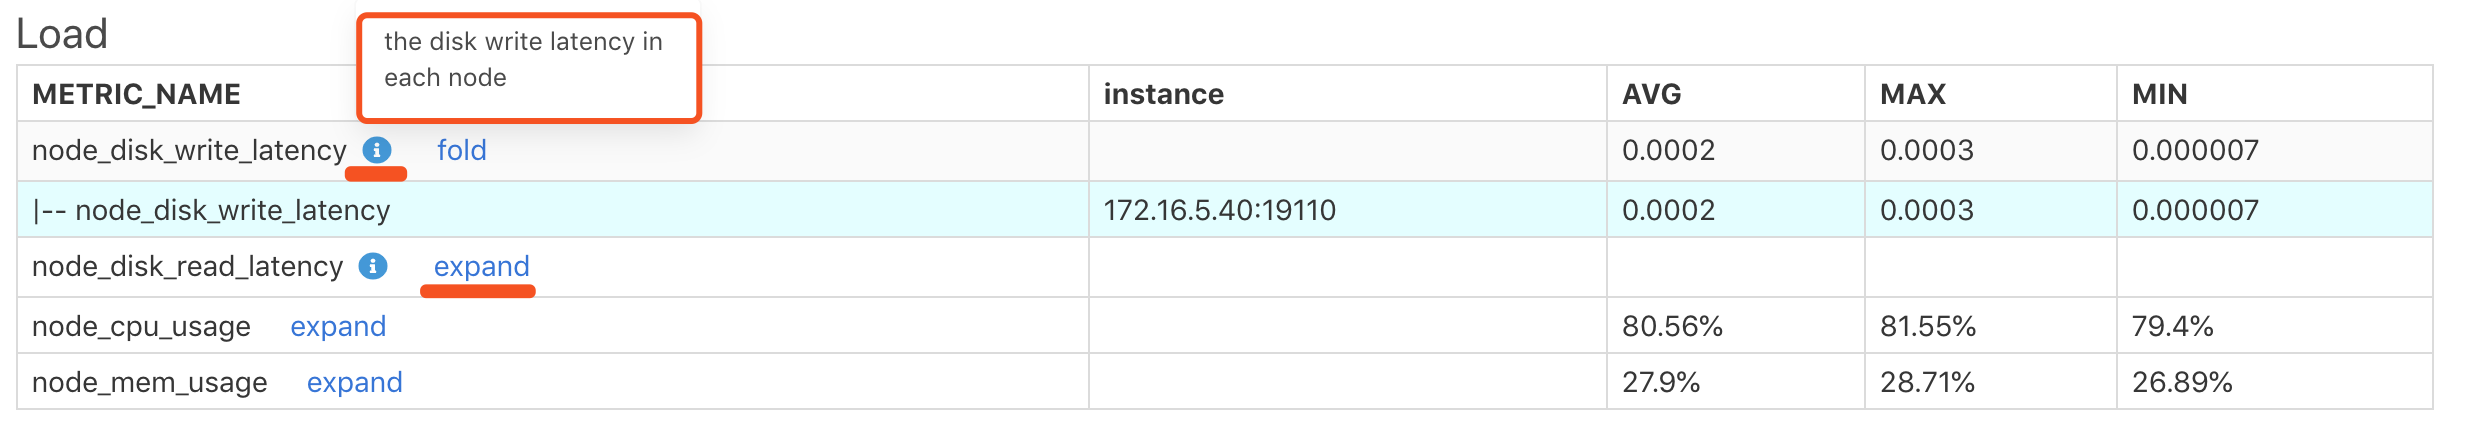 Load
the disk write latency in
each node
METRIC_NAME instance AVG MAX MIN
node_disk_write_latency i fold 0.0002 0.0003 0.000007
|-- node_disk_write_latency 172.16.5.40:19110 0.0002 0.0003 0.000007
node_disk_read_latency i expand
node_cpu_usage expand 80.56% 81.55% 79.4%
node_mem_usage expand 27.9% 28.71% 26.89%